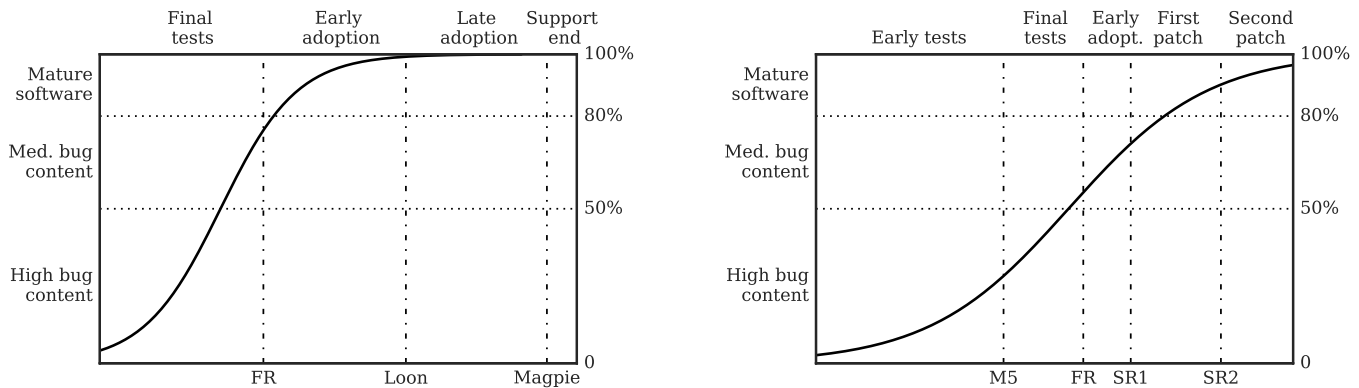 Final
tests
Early
adoption
Late
adoption
Support
end
Mature
software
Med. bug
content
High bug
content
100%
80%
50%
0
FR
Loon
Magpie
Early tests
Final
tests
Early
adopt.
First
patch
Second
patch
Mature
software
Med. bug
content
High bug
content
100%
80%
50%
0
M5
FR
SR1
SR2